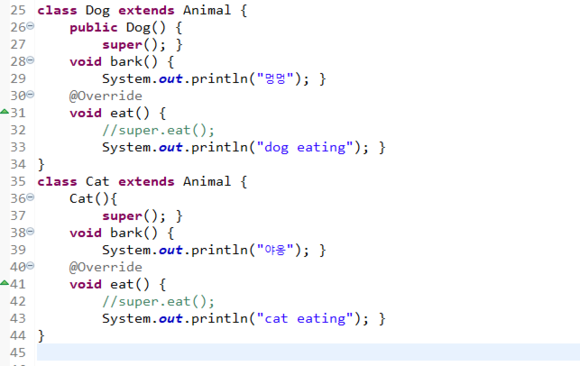 25 class Dog extends Animal {
26 public Dog() {
27 super(); }
28 void bark() {
29 System.out.println("멍멍"); }
30 @Override
31 void eat() {
32 //super.eat();
33 System.out.println("dog eating"); }
34 }
35 class Cat extends Animal {
36 Cat(){
37 super(); }
38 void bark() {
39 System.out.println("야옹"); }
40 @Override
41 void eat() {
42 //super.eat();
43 System.out.println("cat eating"); }
44 }
45